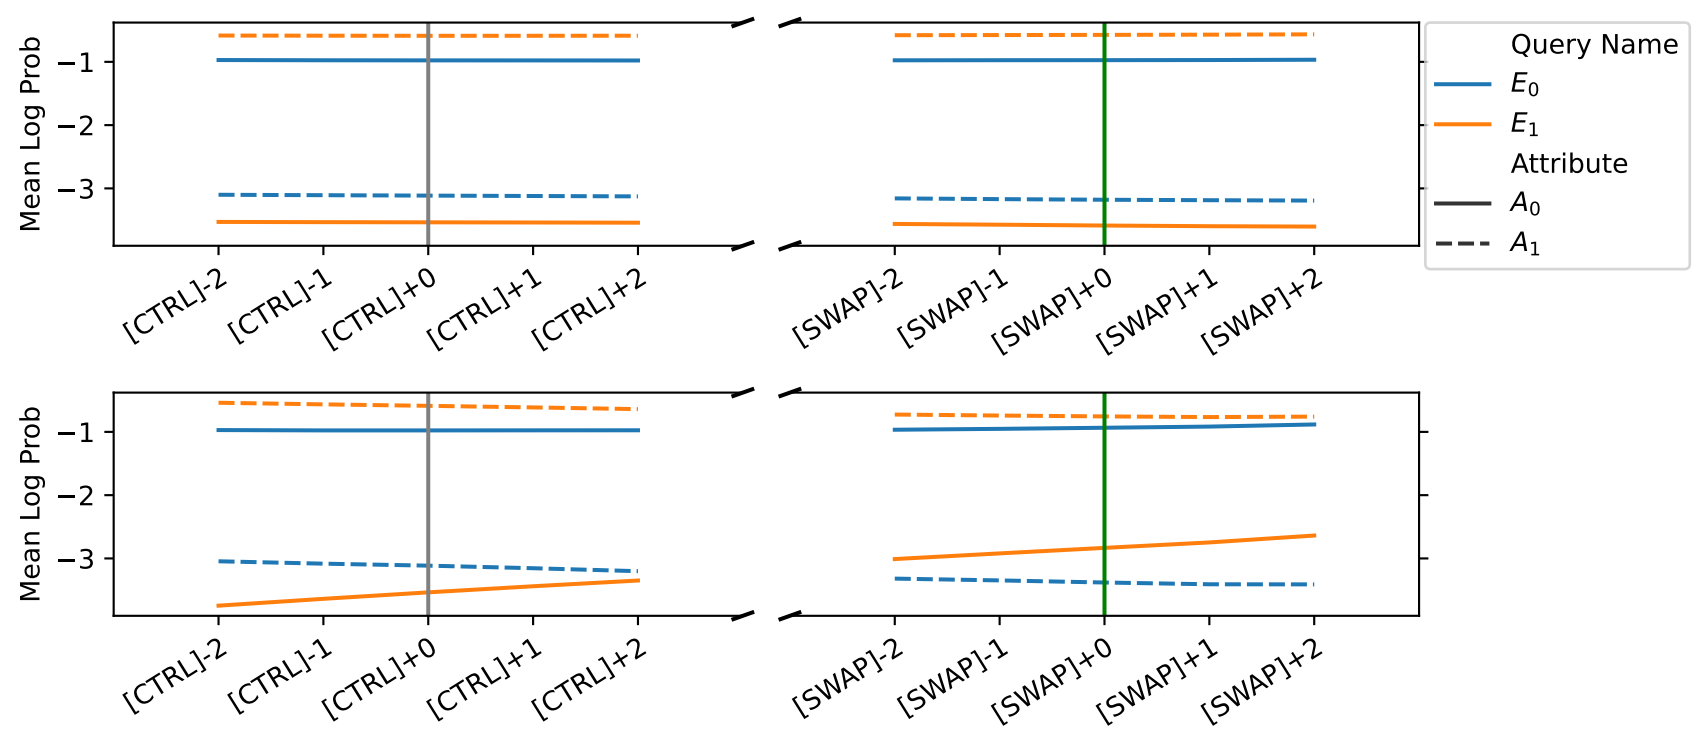 Mean Log Prob
−1
−2
−3
[CTRL]-2
[CTRL]-1
[CTRL]+0
[CTRL]+1
[CTRL]+2
[SWAP]-2
[SWAP]-1
[SWAP]+0
[SWAP]+1
[SWAP]+2
Query Name
E₀
E₁
Attribute
A₀
A₁
Mean Log Prob
−1
−2
−3
[CTRL]-2
[CTRL]-1
[CTRL]+0
[CTRL]+1
[CTRL]+2
[SWAP]-2
[SWAP]-1
[SWAP]+0
[SWAP]+1
[SWAP]+2